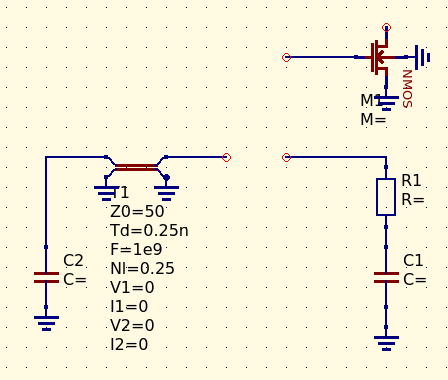 NMOS
M1
M=
R1
R=
T1
Z0=50
Td=0.25n
F=1e9
Nl=0.25
V1=0
I1=0
V2=0
I2=0
C2
C=
C1
C=